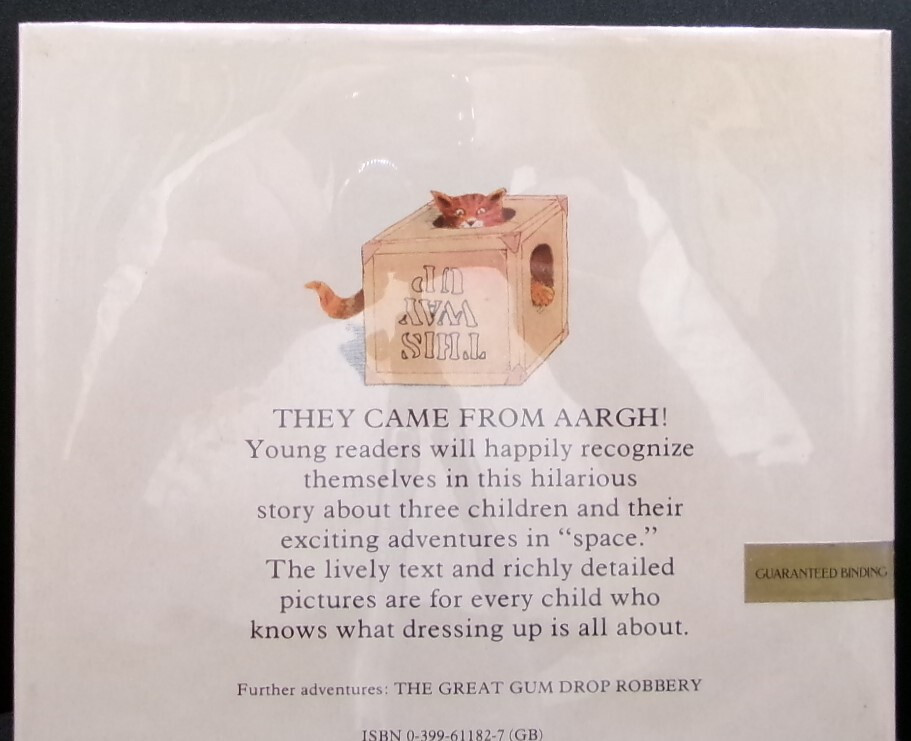 THIS
WAY
UP
THEY CAME FROM AARGH!
Young readers will happily recognize
themselves in this hilarious
story about three children and their
exciting adventures in “space.”
The lively text and richly detailed
pictures are for every child who
knows what dressing up is all about.
GUARANTEED BINDING
Further adventures: THE GREAT GUM DROP ROBBERY
ISBN 0-399-61182-7 (GB)